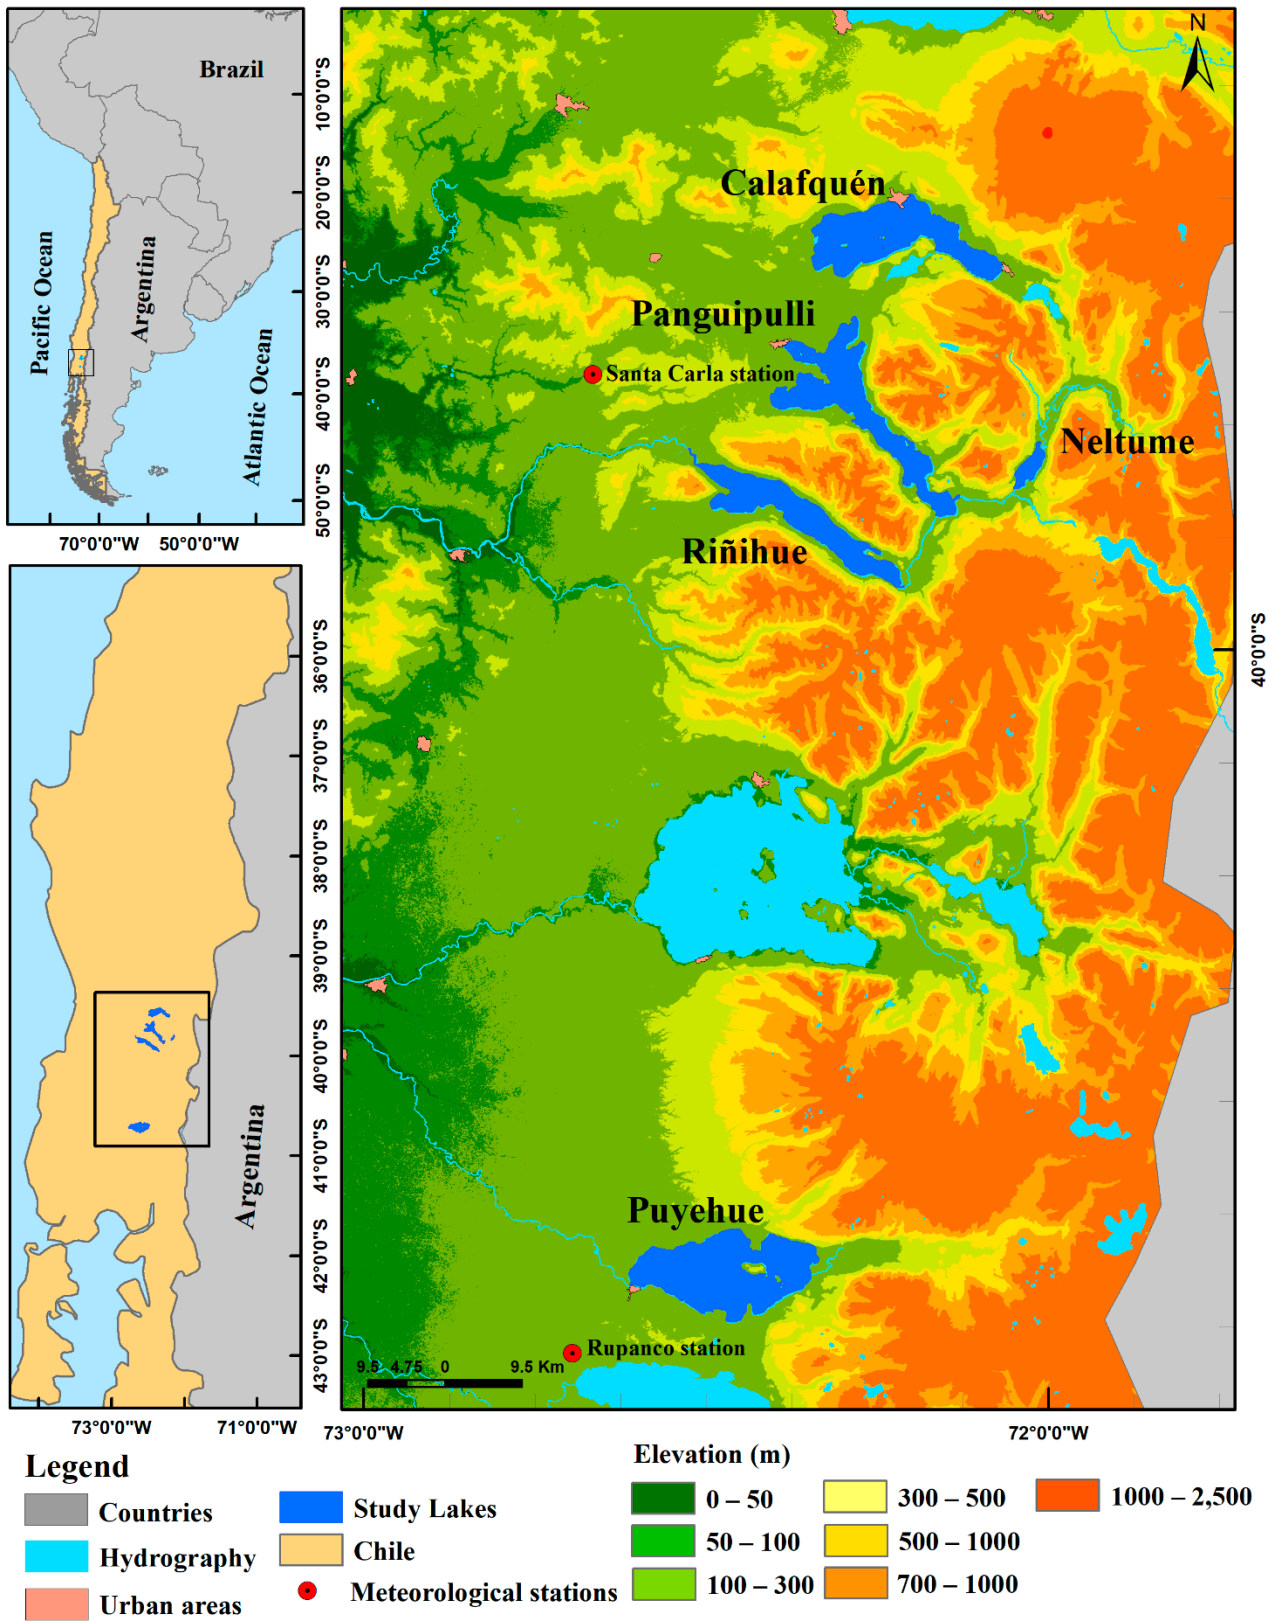 Brazil
Argentina
Pacific Ocean
Atlantic Ocean
10°0'0"S
20°0'0"S
30°0'0"S
40°0'0"S
50°0'0"S
70°0'0"W
50°0'0"W
Argentina
36°0'0"S
37°0'0"S
38°0'0"S
39°0'0"S
40°0'0"S
41°0'0"S
42°0'0"S
43°0'0"S
73°0'0"W
71°0'0"W
N
Calafquén
Panguipulli
Santa Carla station
Neltume
Riñihue
40°0'0"S
Puyehue
Rupanco station
9.5 4.75 0 9.5 Km
73°0'0"W
72°0'0"W
Legend
Countries
Hydrography
Urban areas
Study Lakes
Chile
Meteorological stations
Elevation (m)
0 – 50
50 – 100
100 – 300
300 – 500
500 – 1000
700 – 1000
1000 – 2,500